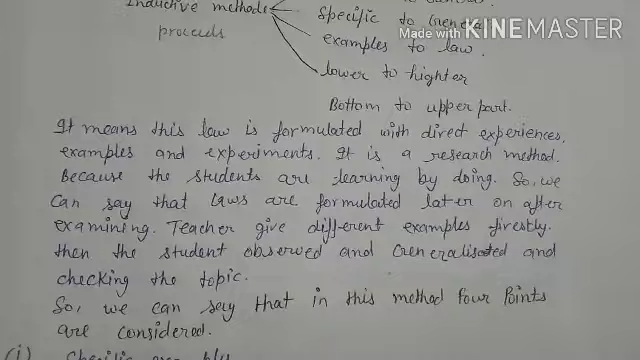 Inductive methods
Specific to General
Made with KINEMASTER
proceeds
examples to law.
lower to highter
Bottom to upper part.
It means this law is formulated with direct experiences,
examples and experiments. It is a research method.
Because the students are learning by doing. So, we
can say that laws are formulated later on after
examining. Teacher give different examples firestly.
then the student observed and Generalisated and
checking the topic.
So, we can say that in this method Four Points
are considered.
(i)